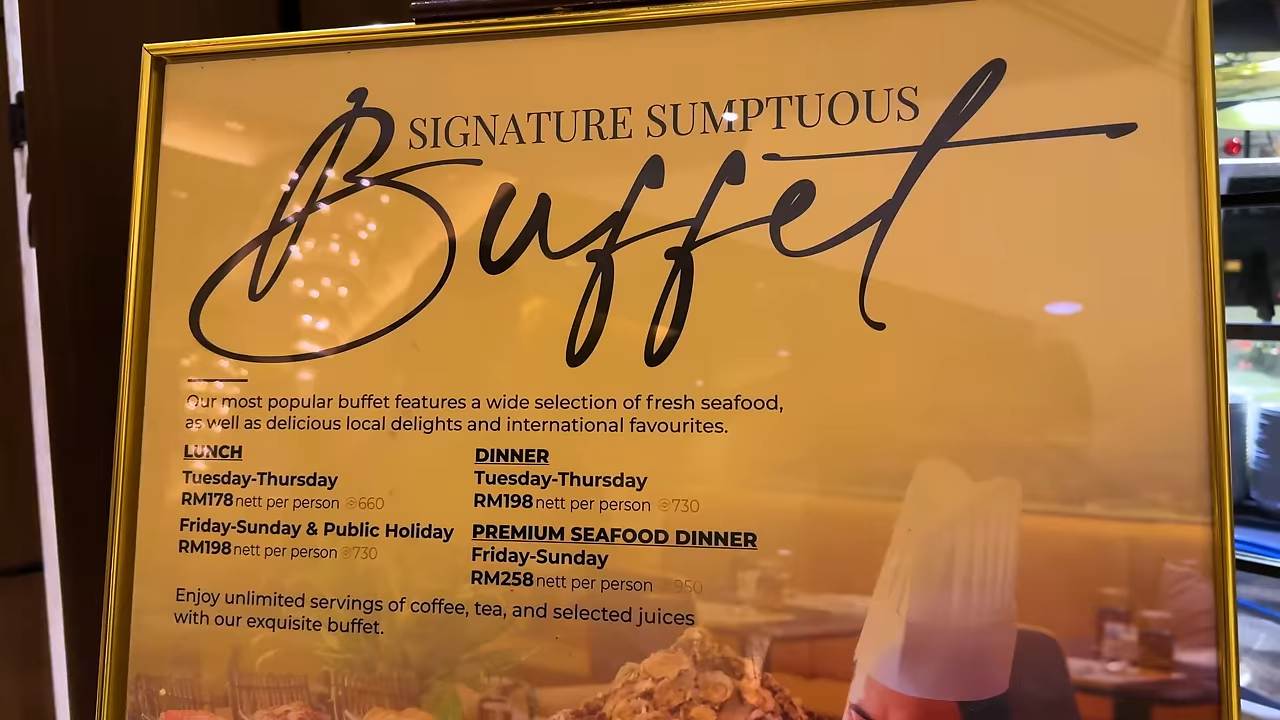 SIGNATURE SUMPTUOUS
Buffet
Our most popular buffet features a wide selection of fresh seafood,
as well as delicious local delights and international favourites.
LUNCH
Tuesday-Thursday
RM178 nett per person 660
Friday-Sunday & Public Holiday
RM198 nett per person 730
DINNER
Tuesday-Thursday
RM198 nett per person 730
PREMIUM SEAFOOD DINNER
Friday-Sunday
RM258 nett per person 950
Enjoy unlimited servings of coffee, tea, and selected juices
with our exquisite buffet.